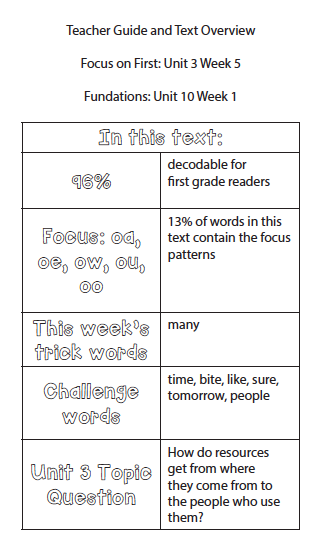 Teacher Guide and Text Overview
Focus on First: Unit 3 Week 5
Fundations: Unit 10 Week 1
In this text:
96%
decodable for
first grade readers
Focus: oa,
oe, ow, ou,
oo
13% of words in this
text contain the focus
patterns
This week's
trick words
many
Challenge
words
time, bite, like, sure,
tomorrow, people
Unit 3 Topic
Question
How do resources
get from where
they come from to
the people who use
them?